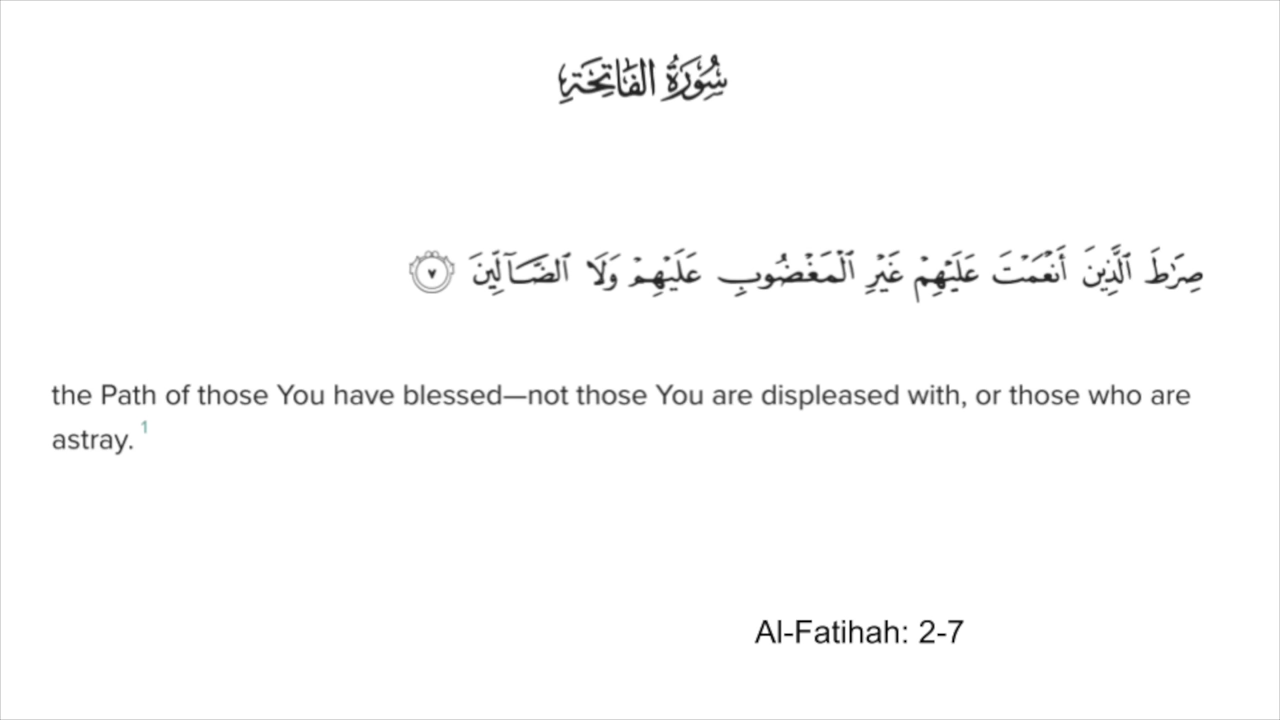 سُورَةُ الفَاتِحَةِ
صِرَٰطَ ٱلَّذِينَ أَنْعَمْتَ عَلَيْهِمْ غَيْرِ ٱلْمَغْضُوبِ عَلَيْهِمْ وَلَا ٱلضَّآلِّينَ ٧
the Path of those You have blessed—not those You are displeased with, or those who are
astray. 1
Al-Fatihah: 2-7